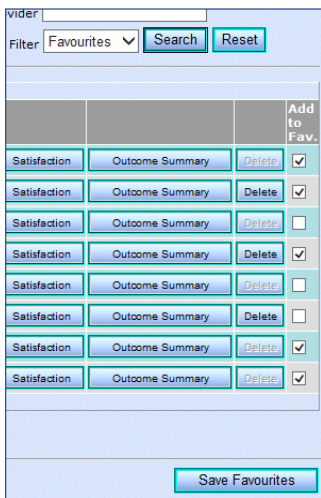 vider
Filter Favourites Search Reset
Add
to
Fav.
Satisfaction Outcome Summary Delete
Satisfaction Outcome Summary Delete
Satisfaction Outcome Summary Delete
Satisfaction Outcome Summary Delete
Satisfaction Outcome Summary Delete
Satisfaction Outcome Summary Delete
Satisfaction Outcome Summary Delete
Satisfaction Outcome Summary Delete
Save Favourites